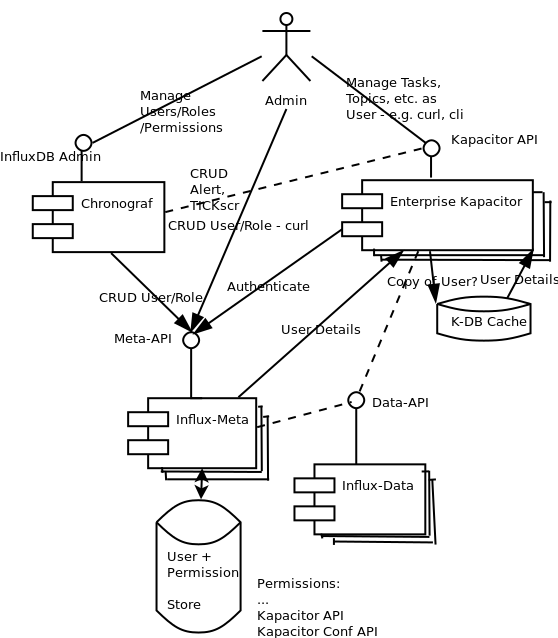 Admin
Manage
Users/Roles
/Permissions
Manage Tasks,
Topics, etc. as
User - e.g. curl, cli
InfluxDB Admin
Kapacitor API
CRUD
Alert,
TICKscr
Chronograf
Enterprise Kapacitor
CRUD User/Role - curl
Authenticate
Copy of User?
User Details
CRUD User/Role
K-DB Cache
User Details
Meta-API
Data-API
Influx-Meta
Influx-Data
User +
Permission
Store
Permissions:
...
Kapacitor API
Kapacitor Conf API